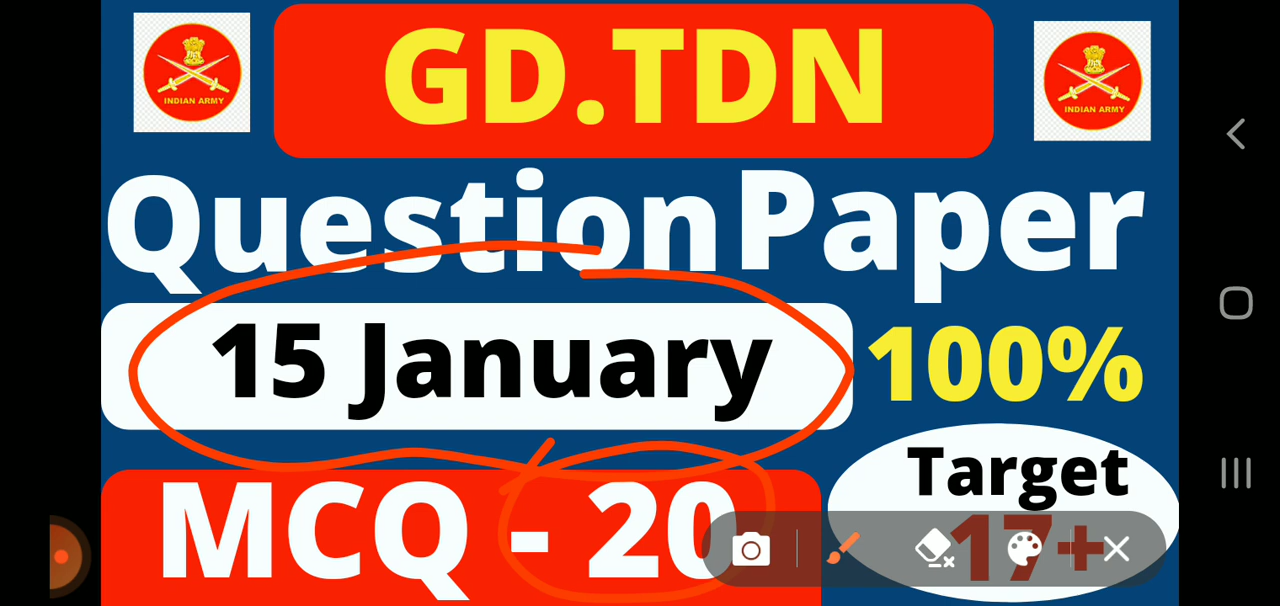 GD.TDN
INDIAN ARMY
INDIAN ARMY
Question Paper
15 January
100%
MCQ - 20
Target
17+